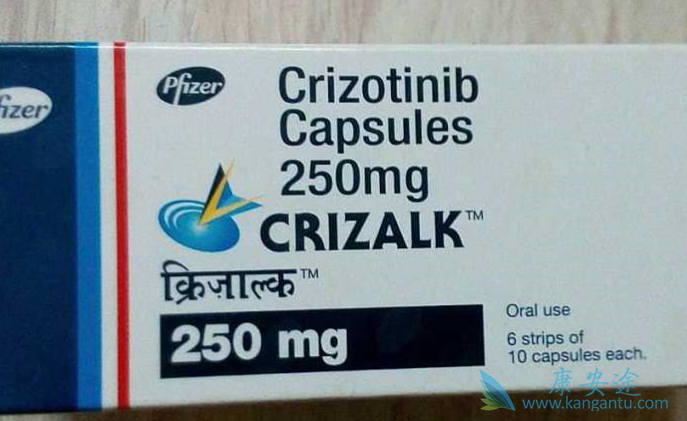 Pfizer
fizer
Crizotinib
Capsules
250mg
CRIZALK™
क्रिज़ाल्क™
250 mg
Oral use
6 strips of
10 capsules each.
康安途
www.kangantu.com